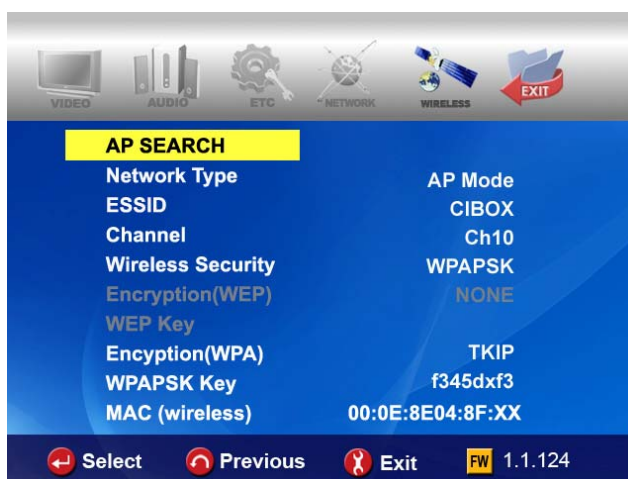 VIDEO AUDIO ETC NETWORK WIRELESS EXIT
AP SEARCH
Network Type AP Mode
ESSID CIBOX
Channel Ch10
Wireless Security WPAPSK
Encryption(WEP) NONE
WEP Key
Encyption(WPA) TKIP
WPAPSK Key f345dxf3
MAC (wireless) 00:0E:8E04:8F:XX
Select Previous Exit FW 1.1.124